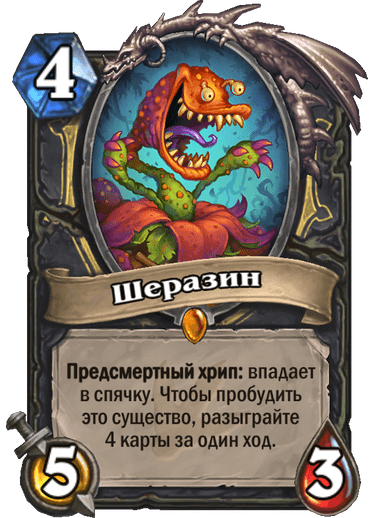 4
Шеразин
Предсмертный хрип: впадает
в спячку. Чтобы пробудить
это существо, разыграйте
4 карты за один ход.
5
3